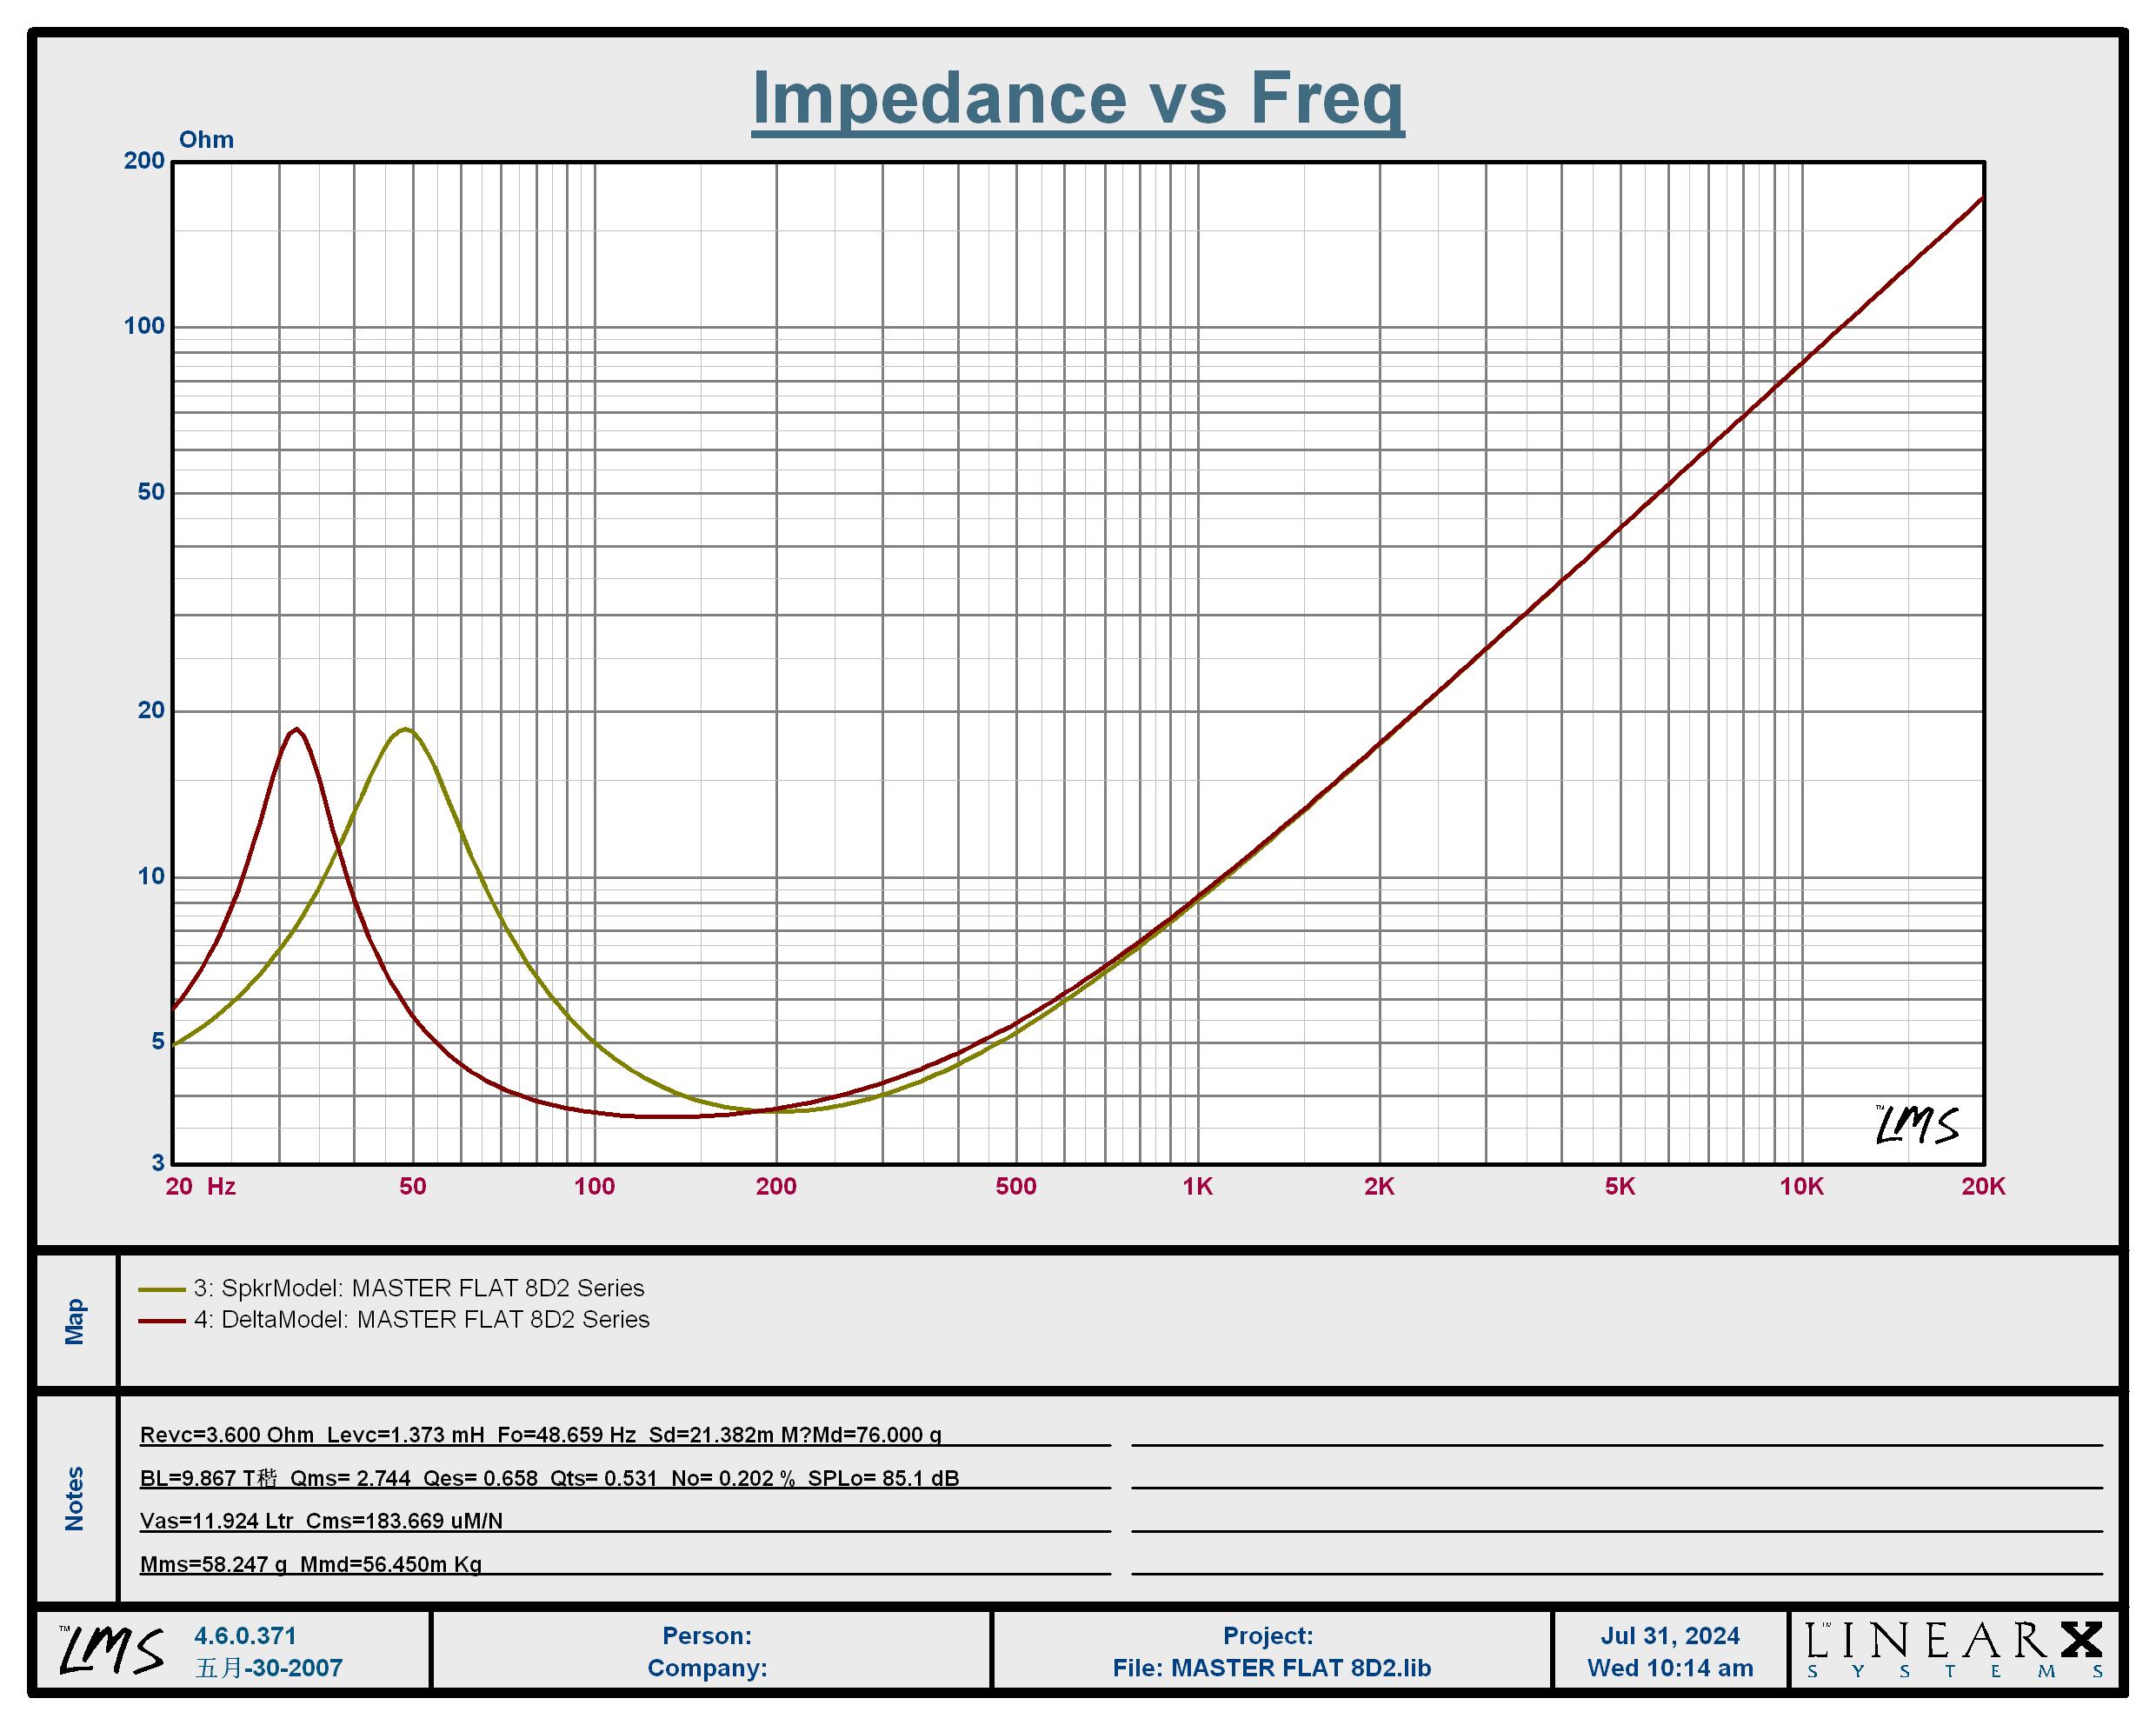 Impedance vs Freq
Ohm
200
100
50
20
10
5
3
20 Hz 50 100 200 500 1K 2K 5K 10K 20K
™LMS
Map
3: SpkrModel: MASTER FLAT 8D2 Series
4: DeltaModel: MASTER FLAT 8D2 Series
Notes
Revc=3.600 Ohm Levc=1.373 mH Fo=48.659 Hz Sd=21.382m M?Md=76.000 g
BL=9.867 T稭 Qms= 2.744 Qes= 0.658 Qts= 0.531 No= 0.202 % SPLo= 85.1 dB
Vas=11.924 Ltr Cms=183.669 uM/N
Mms=58.247 g Mmd=56.450m Kg
™LMS
4.6.0.371
五月-30-2007
Person:
Company:
Project:
File: MASTER FLAT 8D2.lib
Jul 31, 2024
Wed 10:14 am
™LINEARX
SYSTEMS